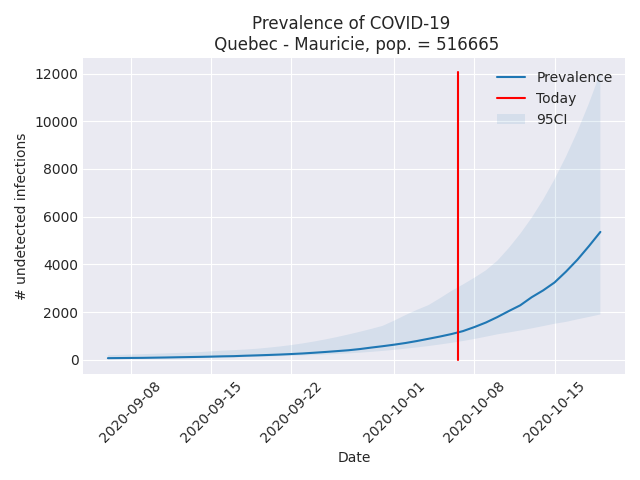 Prevalence of COVID-19
Quebec - Mauricie, pop. = 516665
12000
10000
8000
6000
4000
2000
0
# undetected infections
Prevalence
Today
95CI
2020-09-08
2020-09-15
2020-09-22
2020-10-01
2020-10-08
2020-10-15
Date